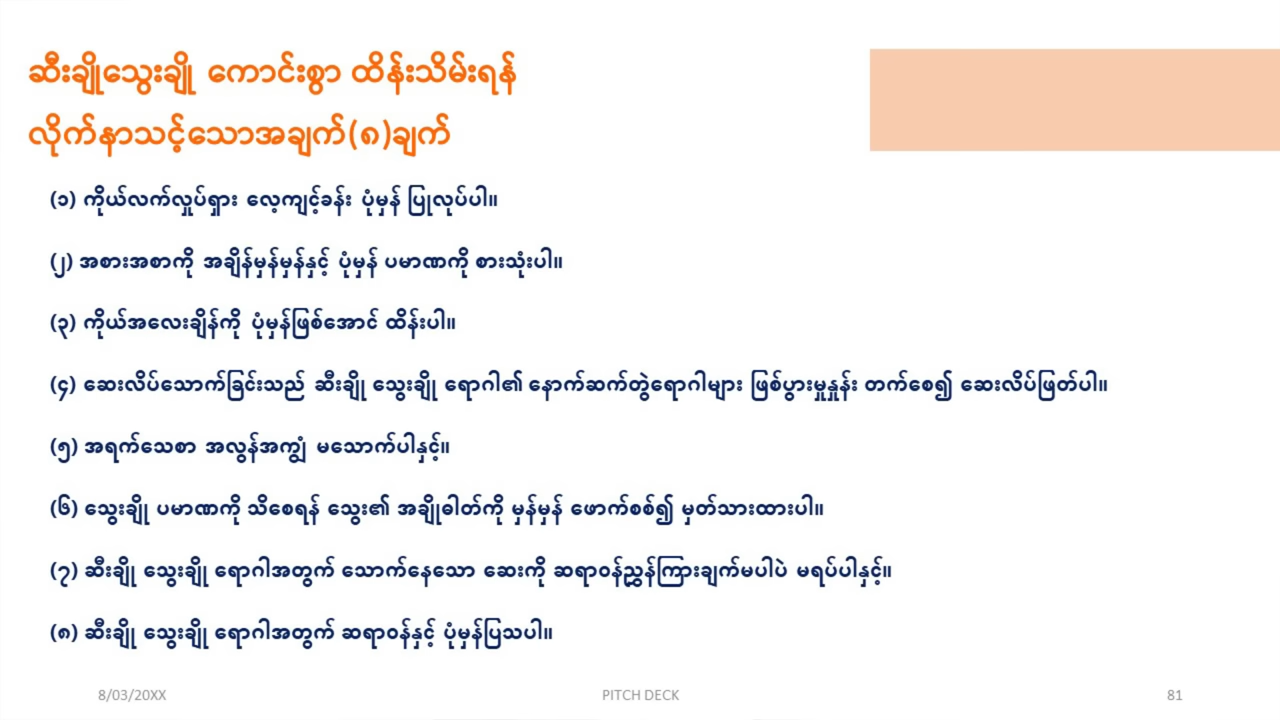 ဆီးချိုသွေးချို ကောင်းစွာ ထိန်းသိမ်းရန်
လိုက်နာသင့်သောအချက်(၈)ချက်
(၁) ကိုယ်လက်လှုပ်ရှား လေ့ကျင့်ခန်း ပုံမှန် ပြုလုပ်ပါ။
(၂) အစားအစာကို အချိန်မှန်မှန်နှင့် ပုံမှန် ပမာဏကို စားသုံးပါ။
(၃) ကိုယ်အလေးချိန်ကို ပုံမှန်ဖြစ်အောင် ထိန်းပါ။
(၄) ဆေးလိပ်သောက်ခြင်းသည် ဆီးချို သွေးချို ရောဂါ၏ နောက်ဆက်တွဲရောဂါများ ဖြစ်ပွားမှုနှုန်း တက်စေ၍ ဆေးလိပ်ဖြတ်ပါ။
(၅) အရက်သေစာ အလွန်အကျွံ မသောက်ပါနှင့်။
(၆) သွေးချို ပမာဏကို သိစေရန် သွေး၏ အချိုဓါတ်ကို မှန်မှန် ဖောက်စစ်၍ မှတ်သားထားပါ။
(၇) ဆီးချို သွေးချို ရောဂါအတွက် သောက်နေသော ဆေးကို ဆရာဝန်ညွှန်ကြားချက်မပါပဲ မရပ်ပါနှင့်။
(၈) ဆီးချို သွေးချို ရောဂါအတွက် ဆရာဝန်နှင့် ပုံမှန်ပြသပါ။
8/03/20XX PITCH DECK 81